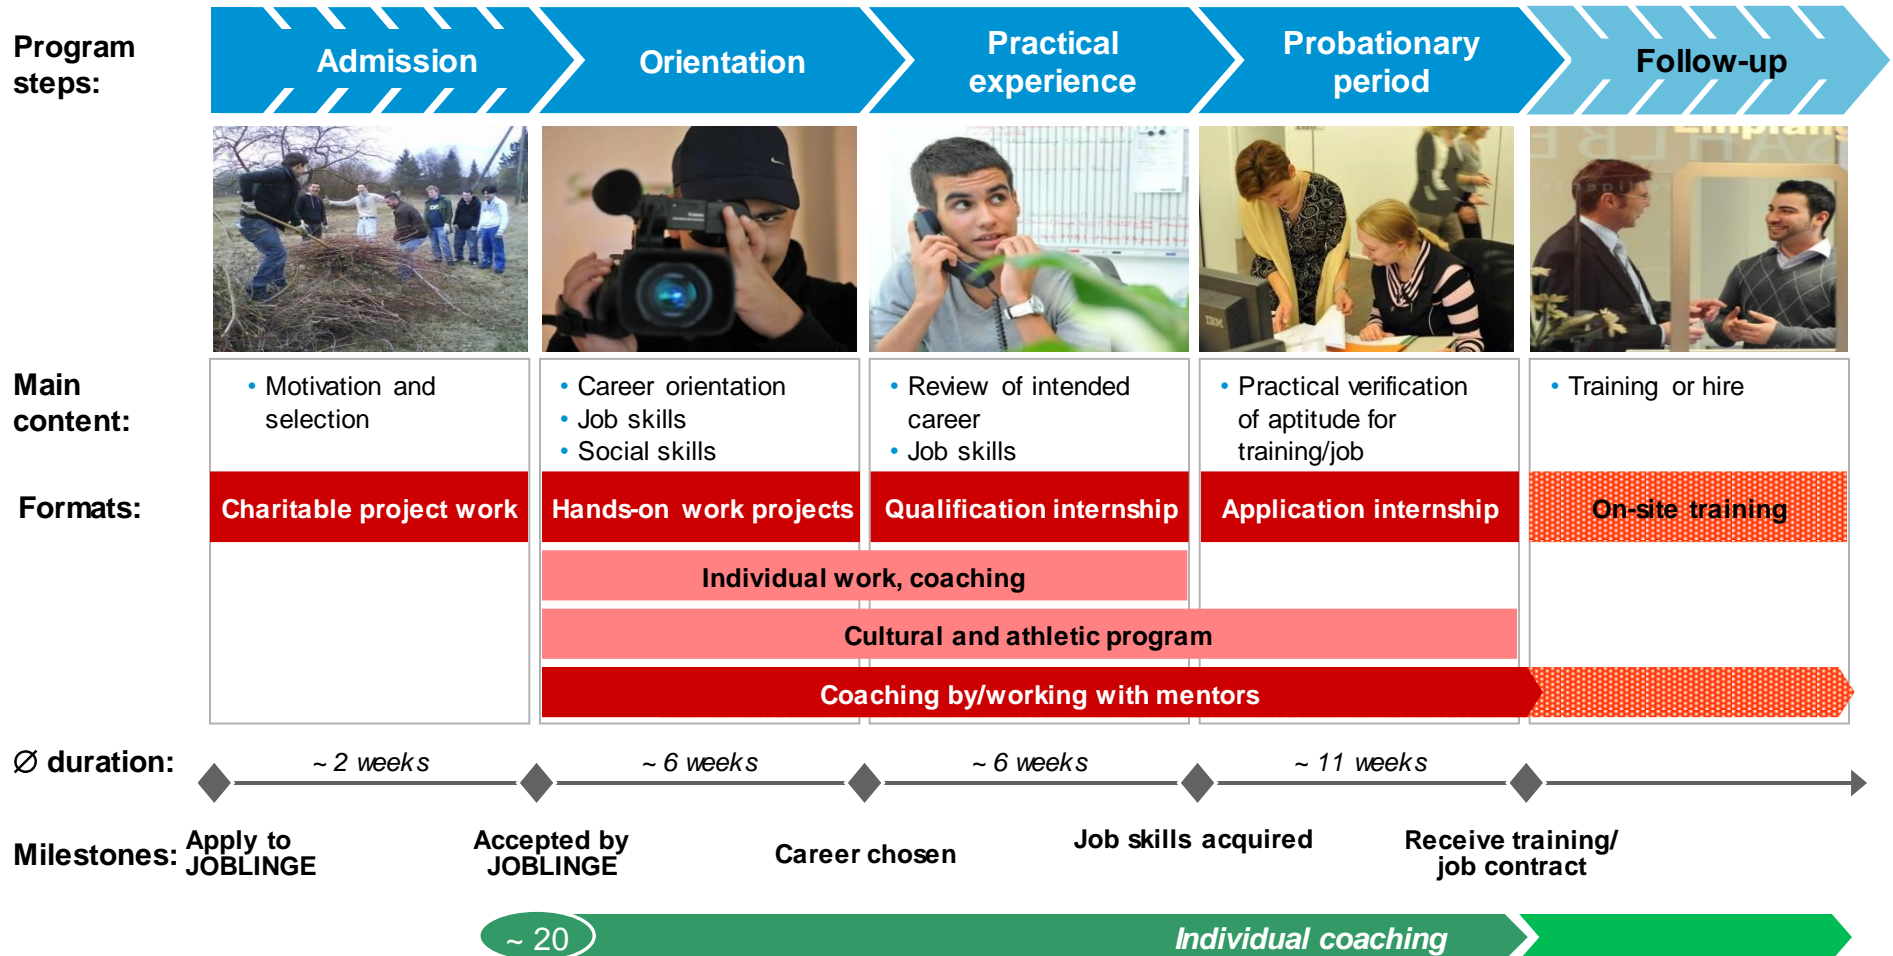 Program
steps:
Admission
Orientation
Practical
experience
Probationary
period
Follow-up
IBM
Main
content:
• Motivation and
selection
• Career orientation
• Job skills
• Social skills
• Review of intended
career
• Job skills
• Practical verification
of aptitude for
training/job
• Training or hire
Formats:
Charitable project work
Hands-on work projects
Qualification internship
Application internship
On-site training
Individual work, coaching
Cultural and athletic program
Coaching by/working with mentors
Ø duration:
~ 2 weeks
~ 6 weeks
~ 6 weeks
~ 11 weeks
Milestones:
Apply to
JOBLINGE
Accepted by
JOBLINGE
Career chosen
Job skills acquired
Receive training/
job contract
~ 20
Individual coaching